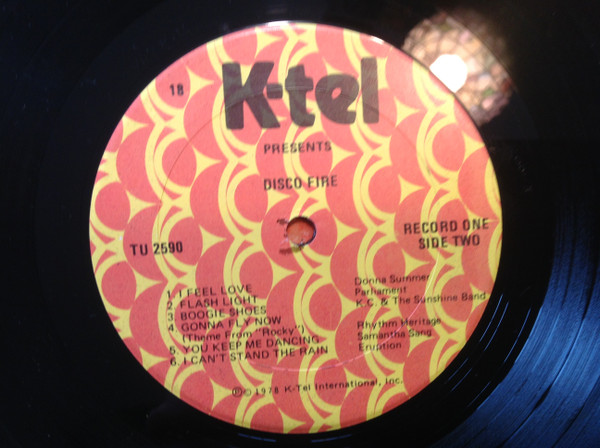 18
K-tel
PRESENTS
DISCO FIRE
TU 2590
RECORD ONE
SIDE TWO
1. I FEEL LOVE Donna Summer
2. FLASH LIGHT Parliament
3. BOOGIE SHOES K.C. & The Sunshine Band
4. GONNA FLY NOW
(Theme From "Rocky") Rhythm Heritage
5. YOU KEEP ME DANCING Samantha Sang
6. I CAN'T STAND THE RAIN Eruption
Ⓟ© 1978 K-Tel International, Inc.